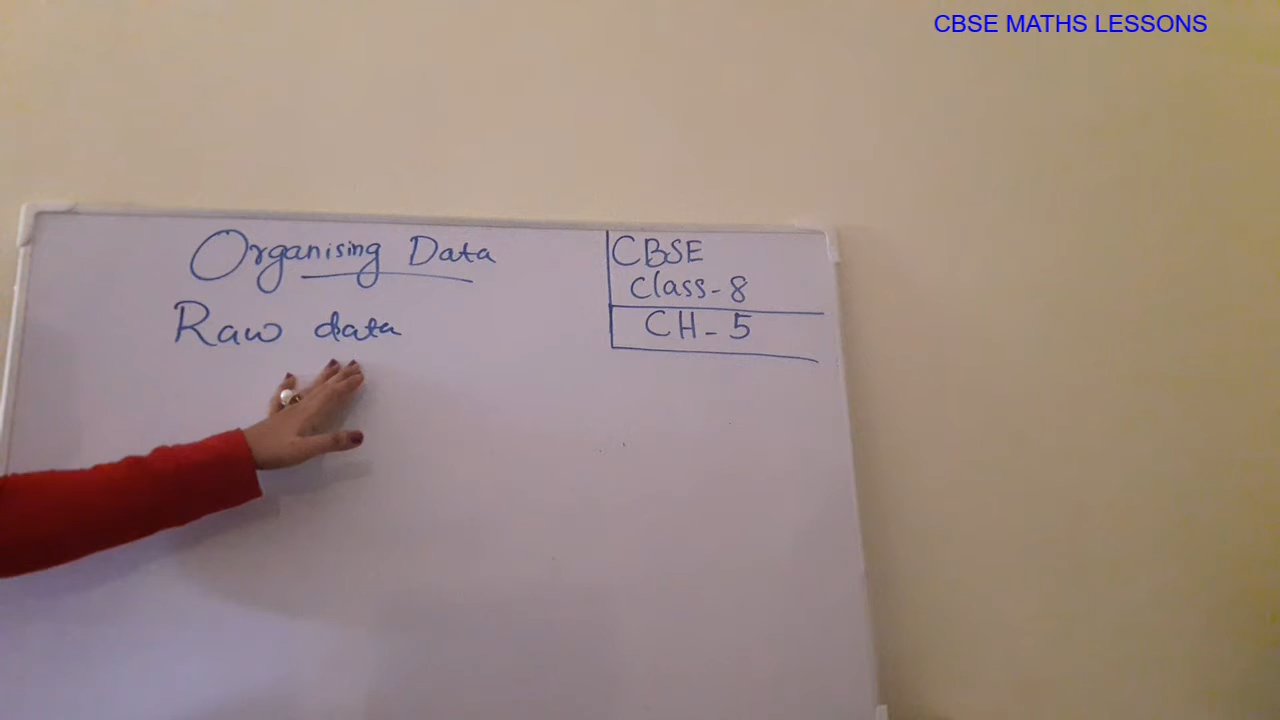 CBSE MATHS LESSONS
Organising Data
Raw data
CBSE
Class-8
CH-5